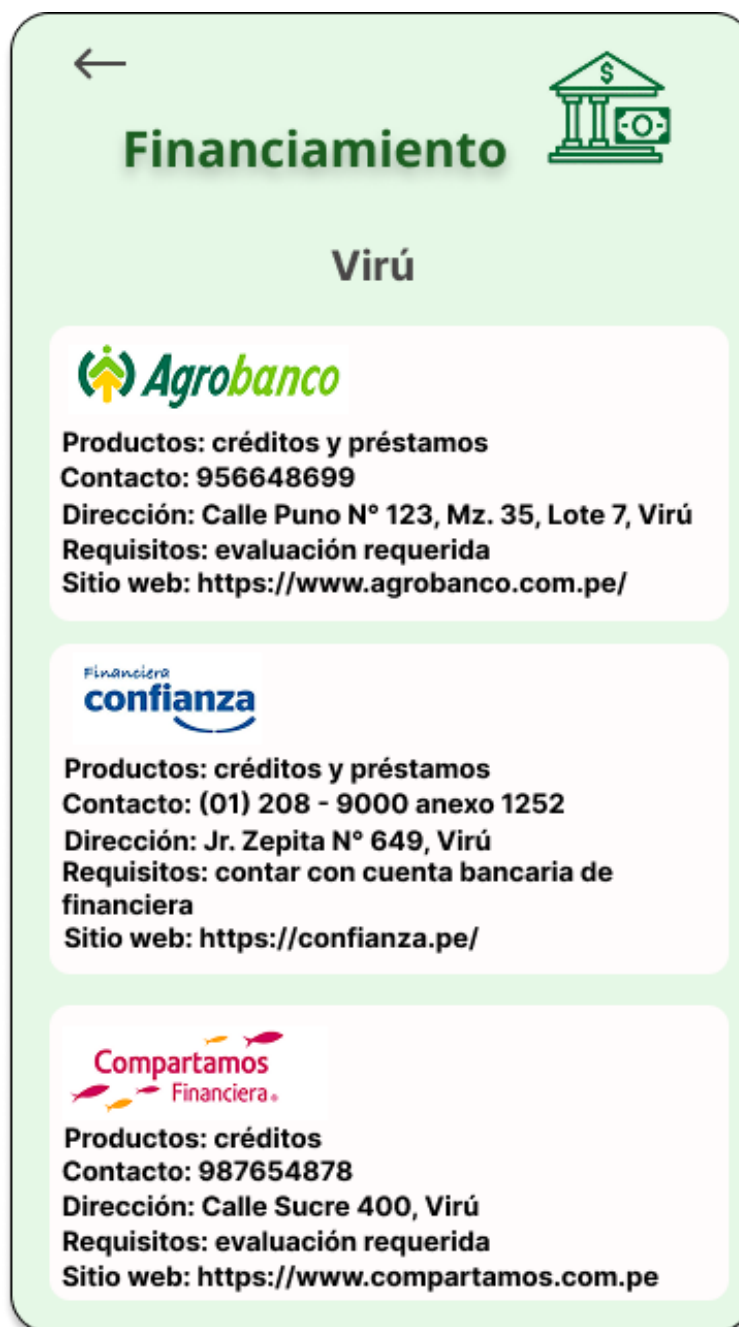 Financiamiento
$
Virú
Agrobanco
Productos: créditos y préstamos
Contacto: 956648699
Dirección: Calle Puno N° 123, Mz. 35, Lote 7, Virú
Requisitos: evaluación requerida
Sitio web: https://www.agrobanco.com.pe/
Financiera
confianza
Productos: créditos y préstamos
Contacto: (01) 208 - 9000 anexo 1252
Dirección: Jr. Zepita N° 649, Virú
Requisitos: contar con cuenta bancaria de
financiera
Sitio web: https://confianza.pe/
Compartamos
Financiera®
Productos: créditos
Contacto: 987654878
Dirección: Calle Sucre 400, Virú
Requisitos: evaluación requerida
Sitio web: https://www.compartamos.com.pe